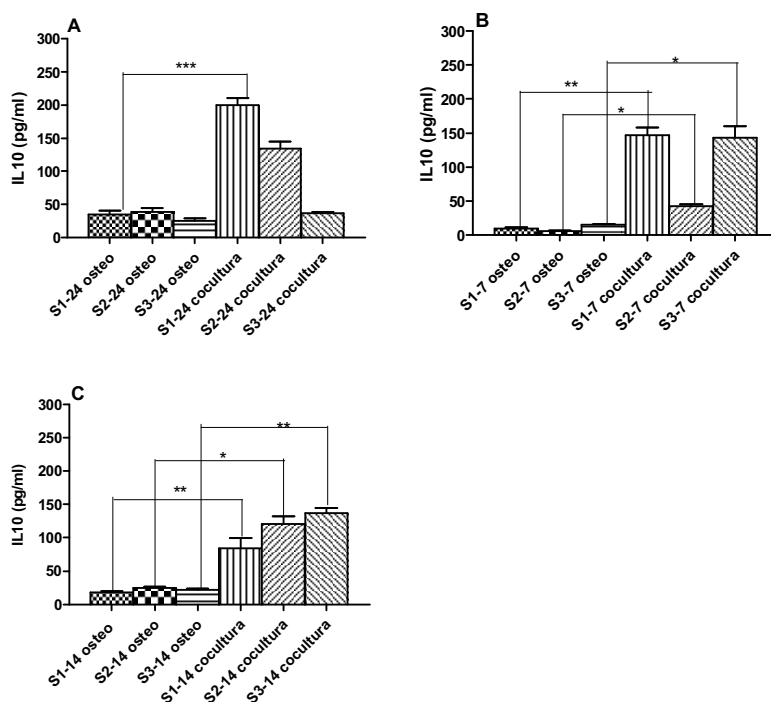 A
300
250
200
150
100
50
0
IL10 (pg/ml)
***
S1-24 osteo
S2-24 osteo
S3-24 osteo
S1-24 cocultura
S2-24 cocultura
S3-24 cocultura
B
300
250
200
150
100
50
0
IL10 (pg/ml)
*
**
*
S1-7 osteo
S2-7 osteo
S3-7 osteo
S1-7 cocultura
S2-7 cocultura
S3-7 cocultura
C
300
250
200
150
100
50
0
IL10 (pg/ml)
**
*
**
S1-14 osteo
S2-14 osteo
S3-14 osteo
S1-14 cocultura
S2-14 cocultura
S3-14 cocultura